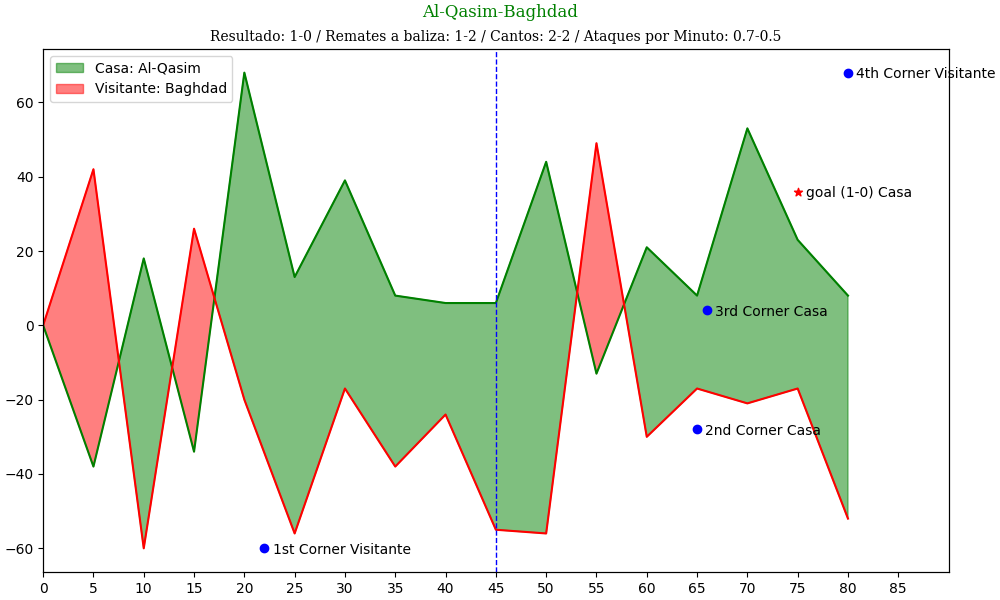 Al-Qasim-Baghdad
Resultado: 1-0 / Remates a baliza: 1-2 / Cantos: 2-2 / Ataques por Minuto: 0.7-0.5
Casa: Al-Qasim
Visitante: Baghdad
4th Corner Visitante
goal (1-0) Casa
3rd Corner Casa
2nd Corner Casa
1st Corner Visitante
60
40
20
0
−20
−40
−60
0 5 10 15 20 25 30 35 40 45 50 55 60 65 70 75 80 85